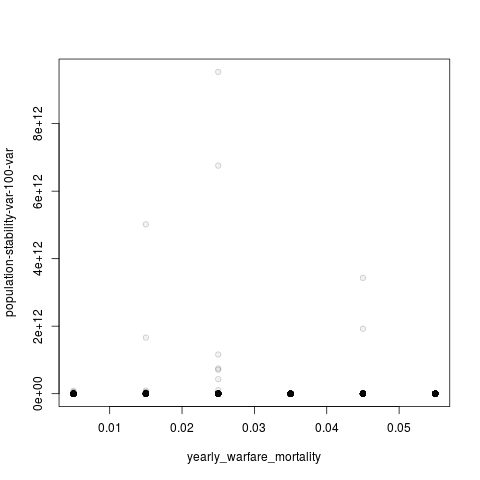 population-stability-var-100-var
8e+12
6e+12
4e+12
2e+12
0e+00
0.01 0.02 0.03 0.04 0.05
yearly_warfare_mortality